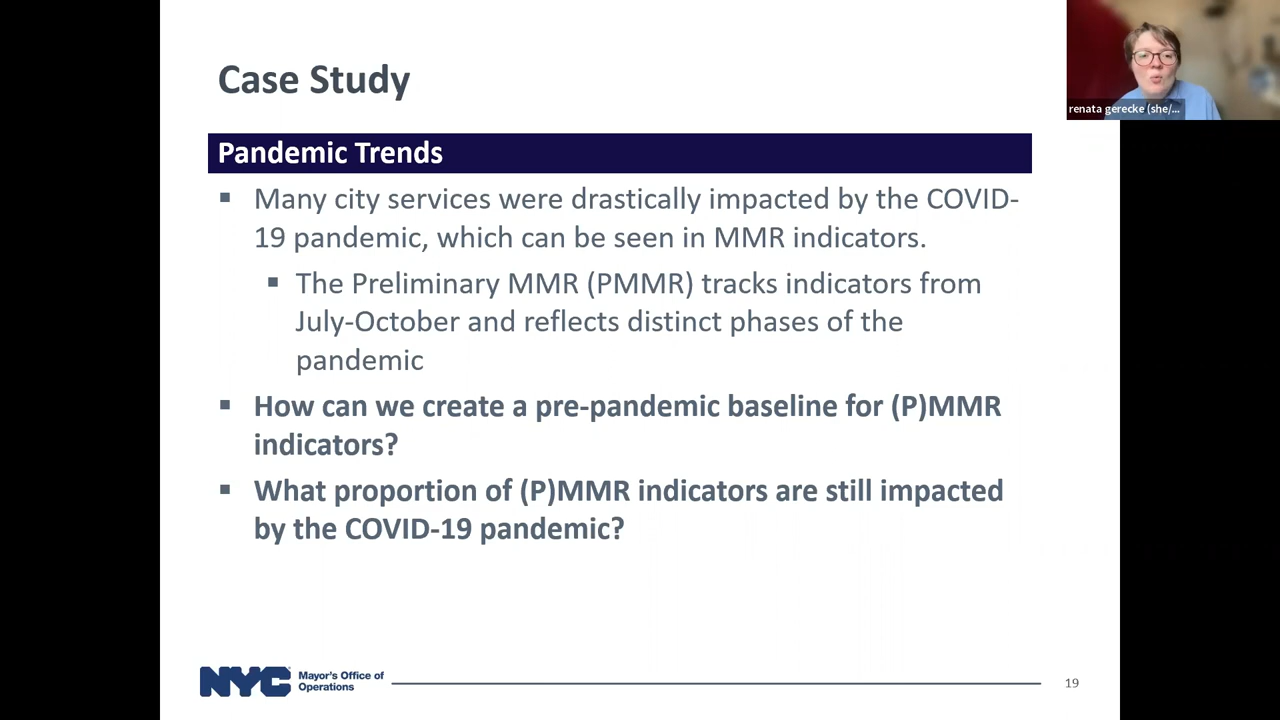 Case Study
renata gerecke (she/...
Pandemic Trends
▪ Many city services were drastically impacted by the COVID-
19 pandemic, which can be seen in MMR indicators.
▪ The Preliminary MMR (PMMR) tracks indicators from
July-October and reflects distinct phases of the
pandemic
▪ How can we create a pre-pandemic baseline for (P)MMR
indicators?
▪ What proportion of (P)MMR indicators are still impacted
by the COVID-19 pandemic?
NYC Mayor's Office of
Operations
19